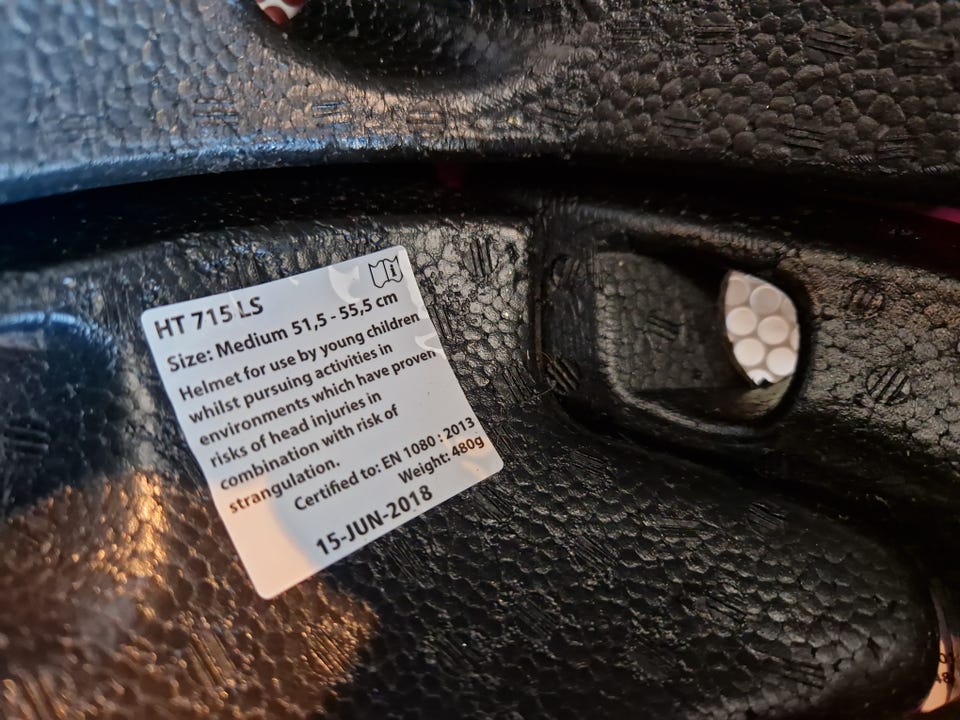 HT 715 LS
Size: Medium 51,5 - 55,5 cm
Helmet for use by young children
whilst pursuing activities in
environments which have proven
risks of head injuries in
combination with risk of
strangulation.
Certified to: EN 1080 : 2013
Weight: 480g
15-JUN-2018